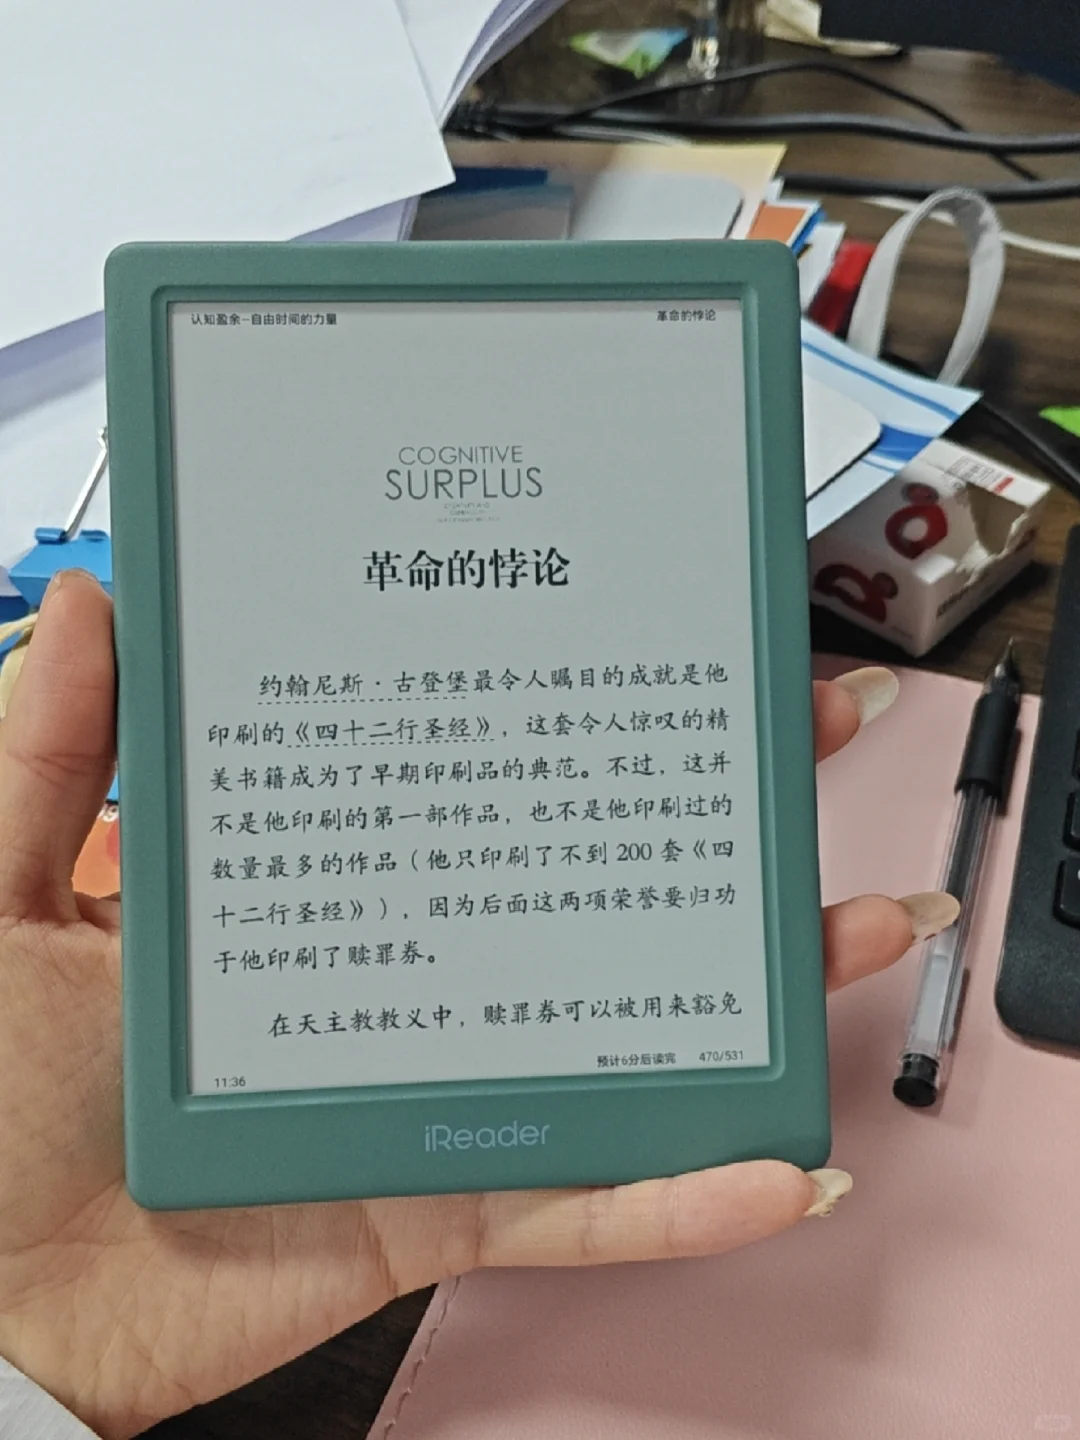 认知盈余-自由时间的力量
革命的悖论
COGNITIVE
SURPLUS
革命的悖论
约翰尼斯·古登堡最令人瞩目的成就是他
印刷的《四十二行圣经》，这套令人惊叹的精
美书籍成为了早期印刷品的典范。不过，这并
不是他印刷的第一部作品，也不是他印刷过的
数量最多的作品（他只印刷了不到 200 套《四
十二行圣经》），因为后面这两项荣誉要归功
于他印刷了赎罪券。
在天主教教义中，赎罪券可以被用来豁免
预计6分后读完 470/531
11:36
iReader